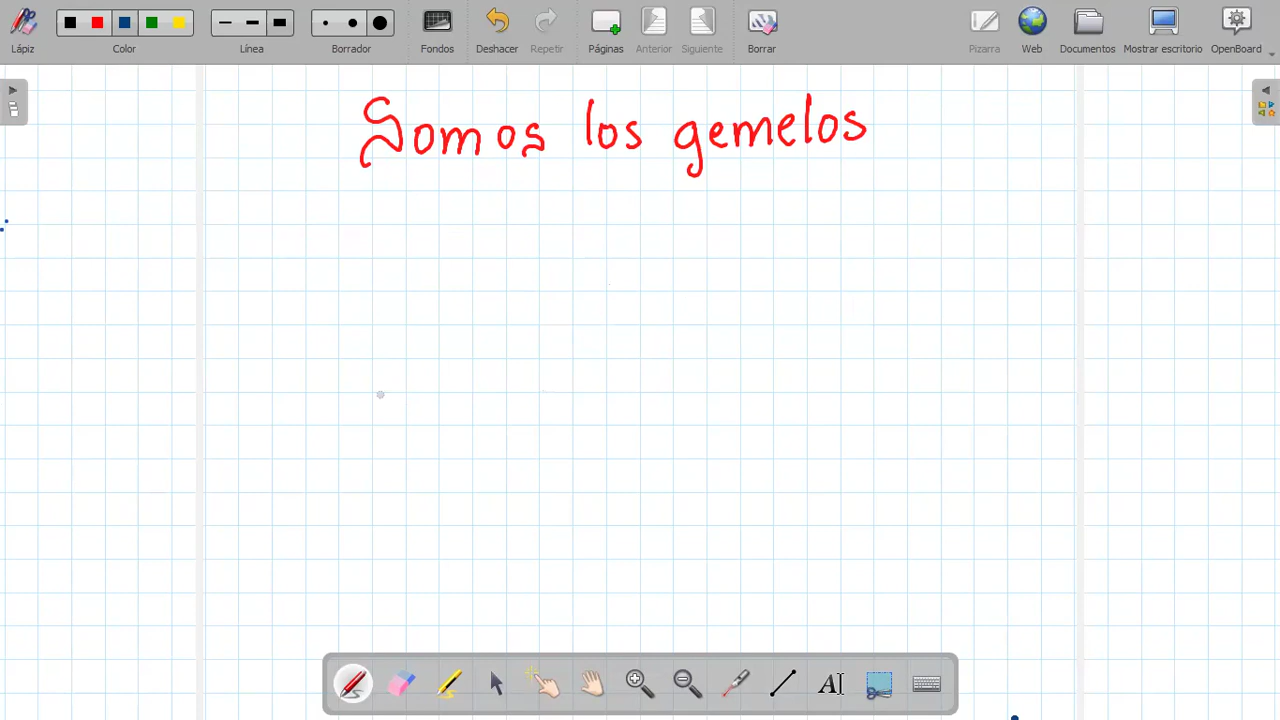 Lápiz Color Línea Borrador Fondos Deshacer Repetir Páginas Anterior Siguiente Borrar Pizarra Web Documentos Mostrar escritorio OpenBoard
Somos los gemelos